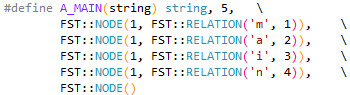 #define A_MAIN(string) string, 5, \
FST::NODE(1, FST::RELATION('m', 1)), \
FST::NODE(1, FST::RELATION('a', 2)), \
FST::NODE(1, FST::RELATION('i', 3)), \
FST::NODE(1, FST::RELATION('n', 4)), \
FST::NODE()